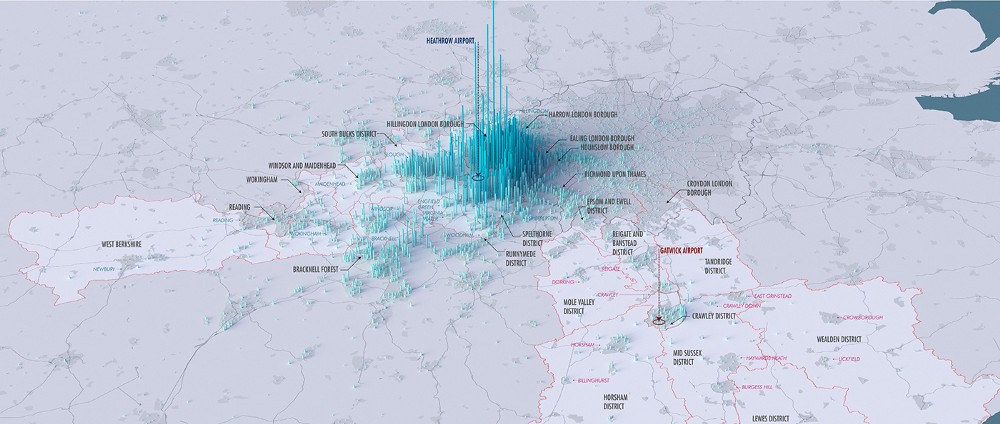 HEATHROW AIRPORT
HARROW LONDON BOROUGH
HILLINGDON LONDON BOROUGH
SOUTH BUCKS DISTRICT
EALING LONDON BOROUGH
HOUNSLOW BOROUGH
WINDSOR AND MAIDENHEAD
RICHMOND UPON THAMES
WOKINGHAM
MAIDENHEAD
CROYDON LONDON
BOROUGH
READING
EPSOM AND EWELL
DISTRICT
READING
WOKINGHAM
BRACKNELL
SPELTHORNE
DISTRICT
REIGATE AND
BANSTEAD
DISTRICT
WEST BERKSHIRE
RUNNYMEDE
DISTRICT
GATWICK AIRPORT
NEWBURY
BRACKNELL FOREST
TANDRIDGE
DISTRICT
REIGATE
DORKING
CRAWLEY
EAST GRINSTEAD
MOLE VALLEY
DISTRICT
CRAWLEY DOWN
CRAWLEY DISTRICT
CROWBOROUGH
WEALDEN DISTRICT
HORSHAM
MID SUSSEX
DISTRICT
HAYWARDS HEATH
UCKFIELD
BILLINGHURST
BURGESS HILL
HORSHAM
DISTRICT
LEWES DISTRICT